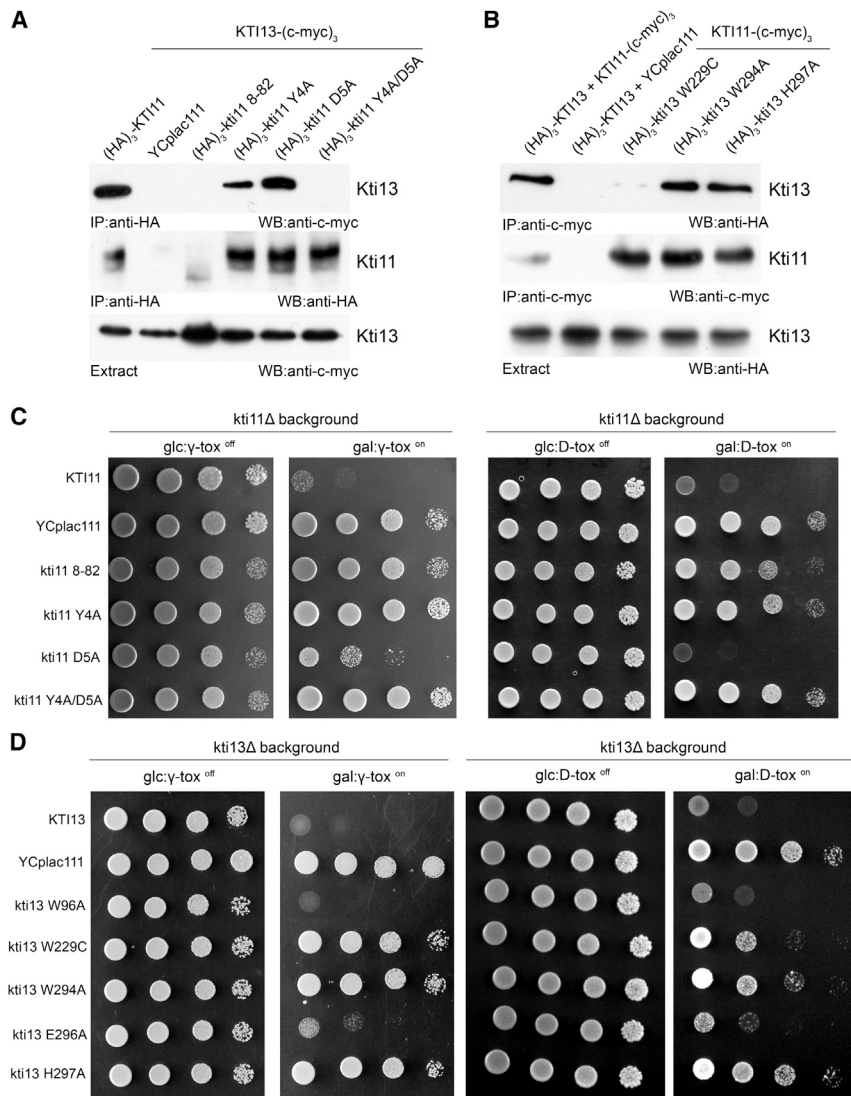 A
KTI13-(c-myc)₃
(HA)₃-KTI11
YCplac111
(HA)₃-kti11 8-82
(HA)₃-kti11 Y4A
(HA)₃-kti11 D5A
(HA)₃-kti11 Y4A/D5A
Kti13
IP:anti-HA WB:anti-c-myc
Kti11
IP:anti-HA WB:anti-HA
Kti13
Extract WB:anti-c-myc
B
KTI11-(c-myc)₃
(HA)₃-KTI13 + KTI11-(c-myc)₃
(HA)₃-KTI13 + YCplac111
(HA)₃-kti13 W229C
(HA)₃-kti13 W294A
(HA)₃-kti13 H297A
Kti13
IP:anti-c-myc WB:anti-HA
Kti11
IP:anti-c-myc WB:anti-c-myc
Kti13
Extract WB:anti-HA
C
kti11Δ background kti11Δ background
glc:γ-tox off gal:γ-tox on glc:D-tox off gal:D-tox on
KTI11
YCplac111
kti11 8-82
kti11 Y4A
kti11 D5A
kti11 Y4A/D5A
D
kti13Δ background kti13Δ background
glc:γ-tox off gal:γ-tox on glc:D-tox off gal:D-tox on
KTI13
YCplac111
kti13 W96A
kti13 W229C
kti13 W294A
kti13 E296A
kti13 H297A